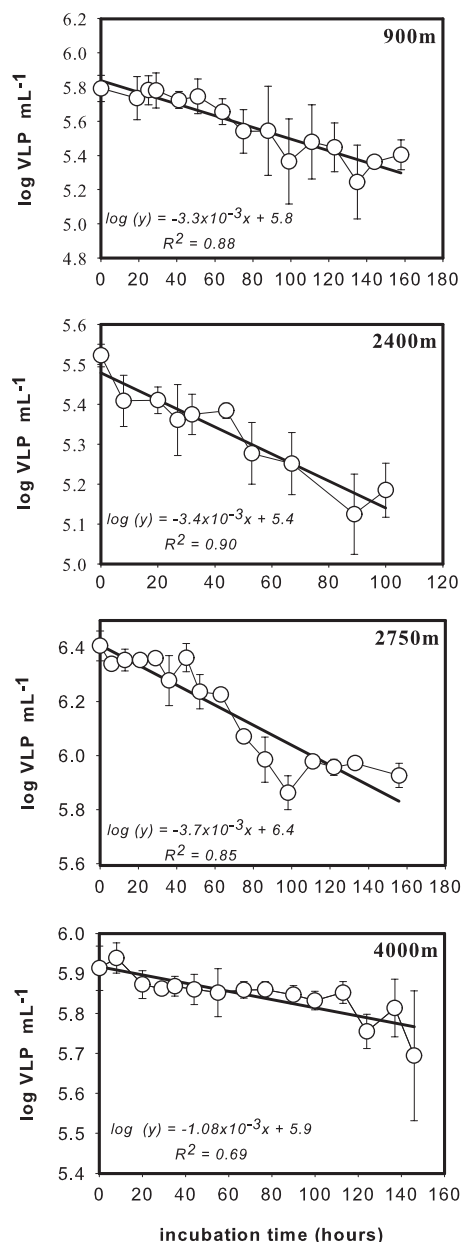 900m
log VLP mL-1
6.2
6.0
5.8
5.6
5.4
5.2
5.0
4.8
log (y) = -3.3x10-3x + 5.8
R2 = 0.88
0 20 40 60 80 100 120 140 160 180
2400m
log VLP mL-1
5.6
5.5
5.4
5.3
5.2
5.1
5.0
log (y) = -3.4x10-3x + 5.4
R2 = 0.90
0 20 40 60 80 100 120
2750m
log VLP mL-1
6.4
6.2
6.0
5.8
5.6
log (y) = -3.7x10-3x + 6.4
R2 = 0.85
0 20 40 60 80 100 120 140 160 180
4000m
log VLP mL-1
6.0
5.9
5.8
5.7
5.6
5.5
5.4
log (y) = -1.08x10-3x + 5.9
R2 = 0.69
0 20 40 60 80 100 120 140 160
incubation time (hours)